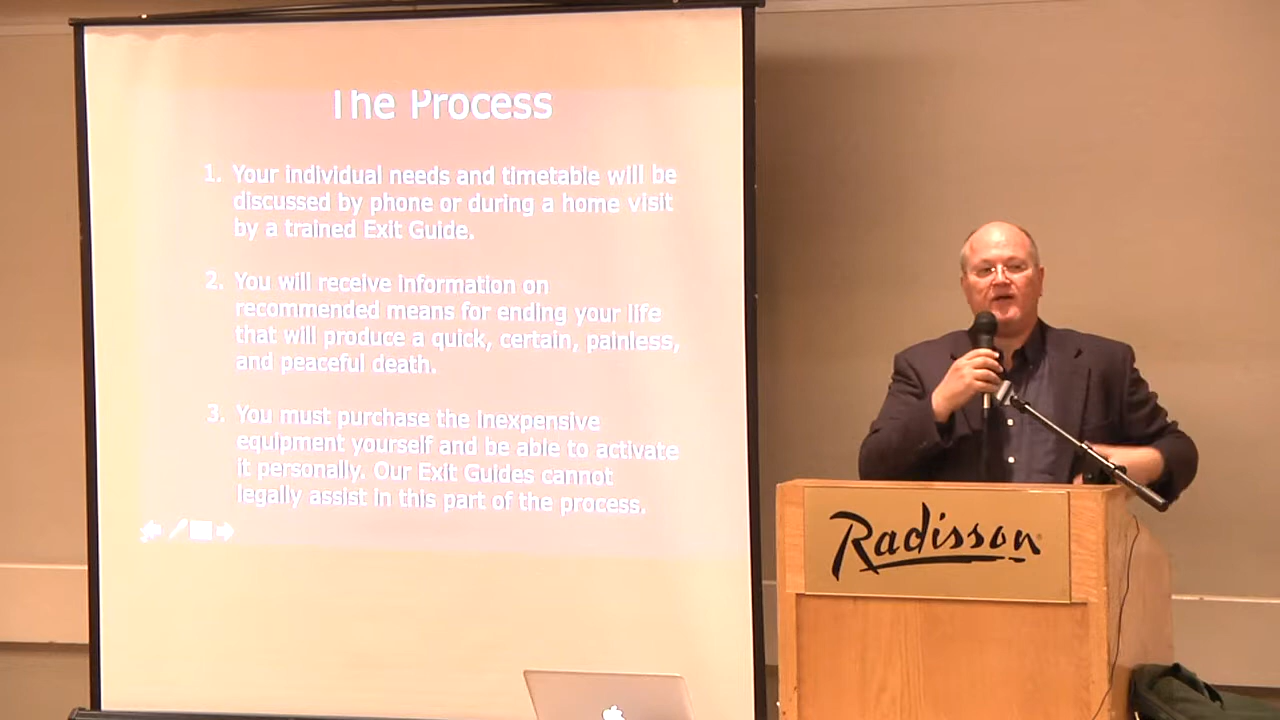 The Process
1. Your individual needs and timetable will be
discussed by phone or during a home visit
by a trained Exit Guide.
2. You will receive information on
recommended means for ending your life
that will produce a quick, certain, painless,
and peaceful death.
3. You must purchase the inexpensive
equipment yourself and be able to activate
it personally. Our Exit Guides cannot
legally assist in this part of the process.
Radisson